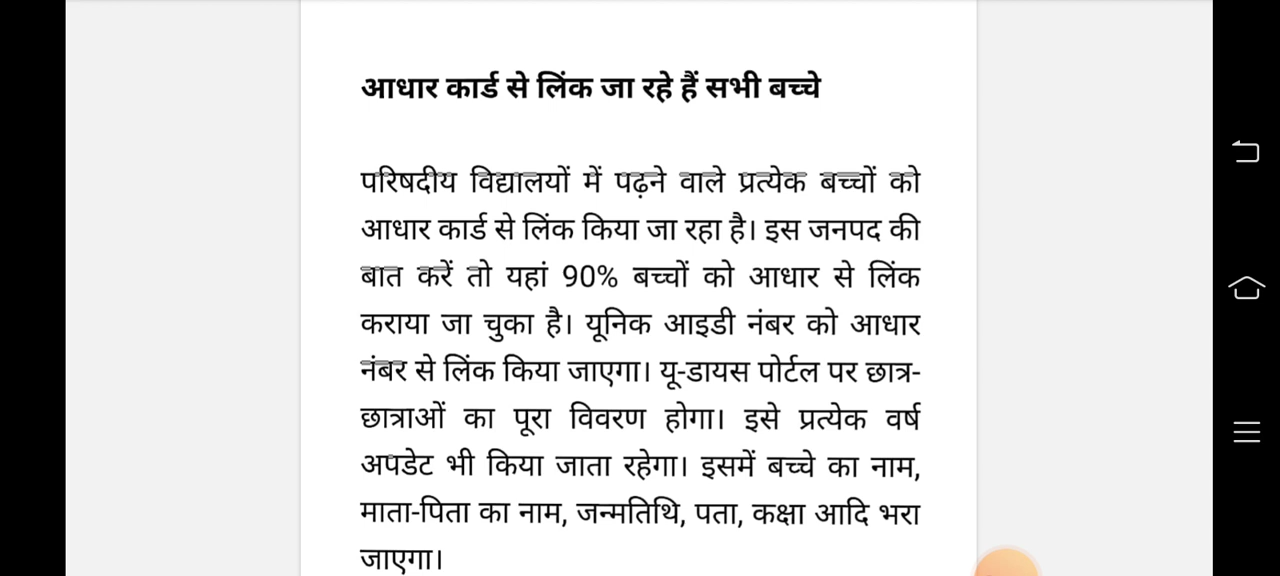 आधार कार्ड से लिंक जा रहे हैं सभी बच्चे
परिषदीय विद्यालयों में पढ़ने वाले प्रत्येक बच्चों को
आधार कार्ड से लिंक किया जा रहा है। इस जनपद की
बात करें तो यहां 90% बच्चों को आधार से लिंक
कराया जा चुका है। यूनिक आइडी नंबर को आधार
नंबर से लिंक किया जाएगा। यू-डायस पोर्टल पर छात्र-
छात्राओं का पूरा विवरण होगा। इसे प्रत्येक वर्ष
अपडेट भी किया जाता रहेगा। इसमें बच्चे का नाम,
माता-पिता का नाम, जन्मतिथि, पता, कक्षा आदि भरा
जाएगा।